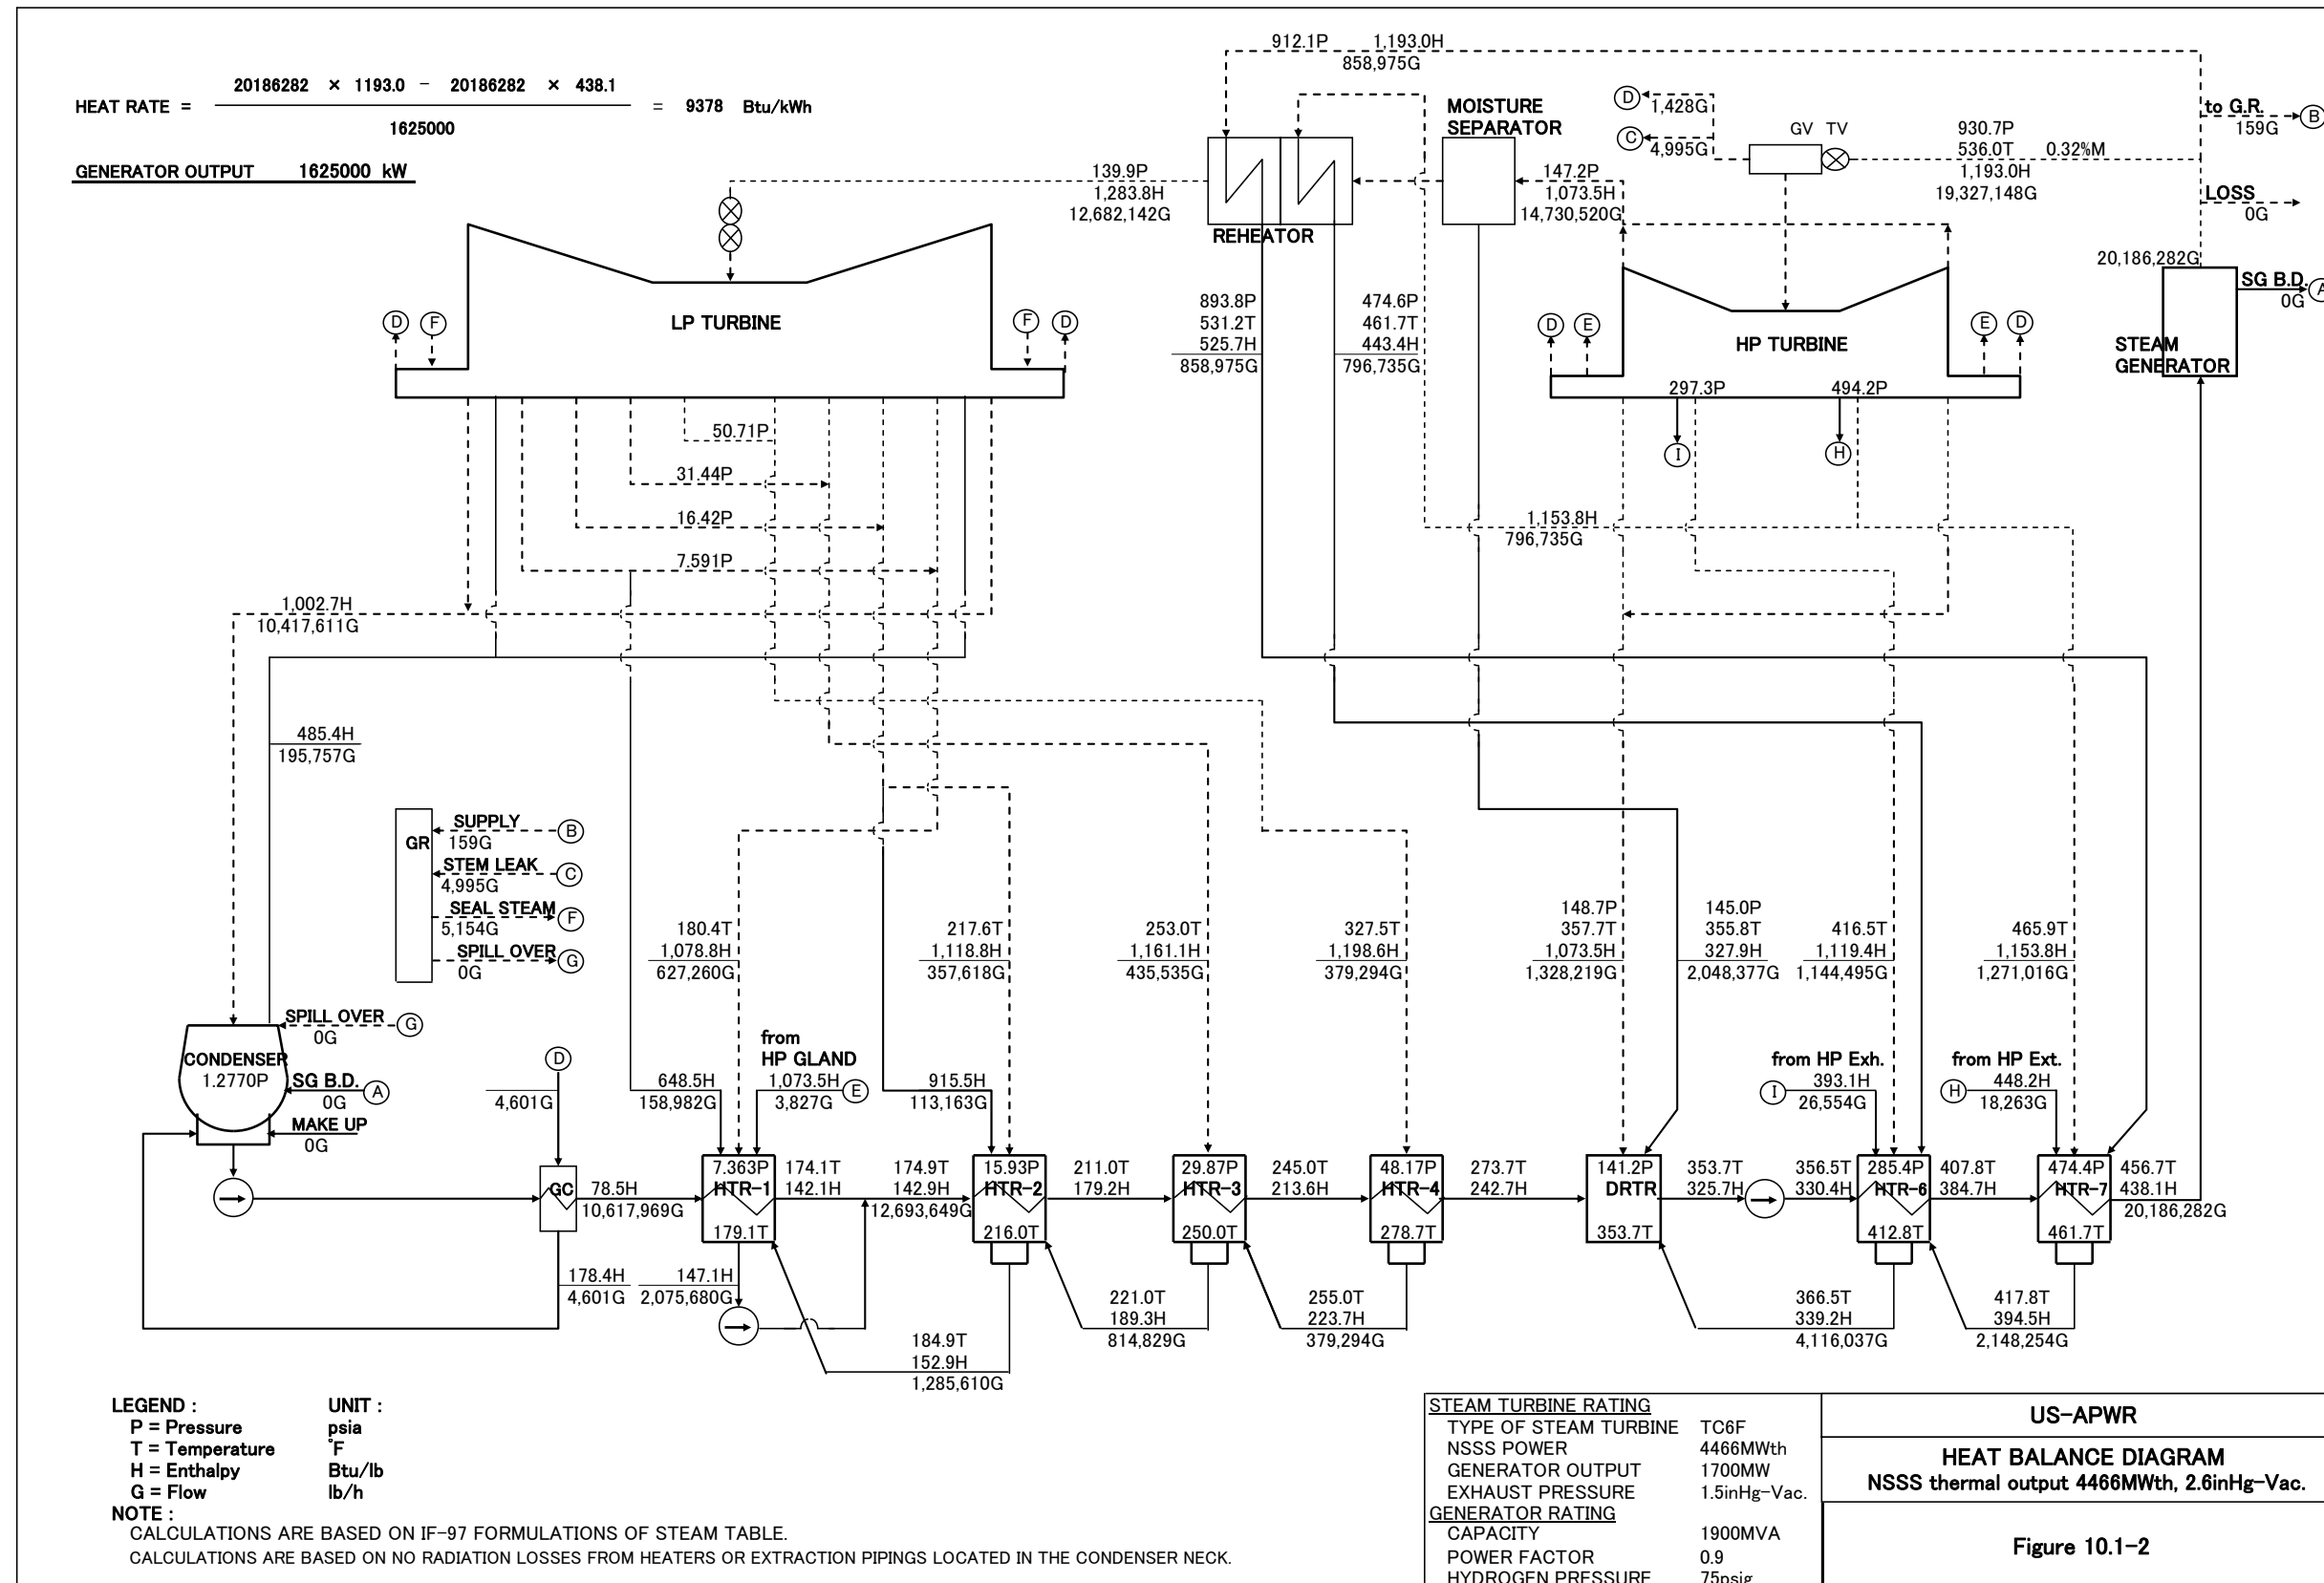 912.1P 1,193.0H
858,975G
20186282 × 1193.0 − 20186282 × 438.1
HEAT RATE = = 9378 Btu/kWh
1625000
GENERATOR OUTPUT 1625000 kW
D
1,428G
C
4,995G
MOISTURE
SEPARATOR
GV TV
930.7P
536.0T 0.32%M
1,193.0H
19,327,148G
to G.R.
159G
B
LOSS
0G
139.9P
1,283.8H
12,682,142G
REHEATOR
147.2P
1,073.5H
14,730,520G
20,186,282G
SG B.D.
0G
A
STEAM
GENERATOR
D
F
LP TURBINE
F
D
893.8P
531.2T
525.7H
858,975G
474.6P
461.7T
443.4H
796,735G
D
E
HP TURBINE
E
D
297.3P 494.2P
I
H
50.71P
31.44P
16.42P
7.591P
1,153.8H
796,735G
1,002.7H
10,417,611G
485.4H
195,757G
GR
SUPPLY
159G
B
STEM LEAK
4,995G
C
SEAL STEAM
5,154G
F
SPILL OVER
0G
G
180.4T
1,078.8H
627,260G
217.6T
1,118.8H
357,618G
253.0T
1,161.1H
435,535G
327.5T
1,198.6H
379,294G
148.7P
357.7T
1,073.5H
1,328,219G
145.0P
355.8T
327.9H
2,048,377G
416.5T
1,119.4H
1,144,495G
465.9T
1,153.8H
1,271,016G
SPILL OVER
0G
G
CONDENSER
1.2770P
SG B.D.
0G
A
MAKE UP
0G
D
4,601G
648.5H
158,982G
from
HP GLAND
1,073.5H
3,827G
E
915.5H
113,163G
from HP Exh.
I
393.1H
26,554G
from HP Ext.
H
448.2H
18,263G
GC
78.5H
10,617,969G
7.363P
HTR-1
179.1T
174.1T
142.1H
174.9T
142.9H
12,693,649G
15.93P
HTR-2
216.0T
211.0T
179.2H
29.87P
HTR-3
250.0T
245.0T
213.6H
48.17P
HTR-4
278.7T
273.7T
242.7H
141.2P
DRTR
353.7T
353.7T
325.7H
356.5T
330.4H
285.4P
HTR-6
412.8T
407.8T
384.7H
474.4P
HTR-7
461.7T
456.7T
438.1H
20,186,282G
178.4H
4,601G
147.1H
2,075,680G
184.9T
152.9H
1,285,610G
221.0T
189.3H
814,829G
255.0T
223.7H
379,294G
366.5T
339.2H
4,116,037G
417.8T
394.5H
2,148,254G
LEGEND : UNIT :
P = Pressure psia
T = Temperature °F
H = Enthalpy Btu/lb
G = Flow lb/h
NOTE :
CALCULATIONS ARE BASED ON IF-97 FORMULATIONS OF STEAM TABLE.
CALCULATIONS ARE BASED ON NO RADIATION LOSSES FROM HEATERS OR EXTRACTION PIPINGS LOCATED IN THE CONDENSER NECK.
STEAM TURBINE RATING
TYPE OF STEAM TURBINE TC6F
NSSS POWER 4466MWth
GENERATOR OUTPUT 1700MW
EXHAUST PRESSURE 1.5inHg-Vac.
GENERATOR RATING
CAPACITY 1900MVA
POWER FACTOR 0.9
HYDROGEN PRESSURE 75psig
US-APWR
HEAT BALANCE DIAGRAM
NSSS thermal output 4466MWth, 2.6inHg-Vac.
Figure 10.1-2